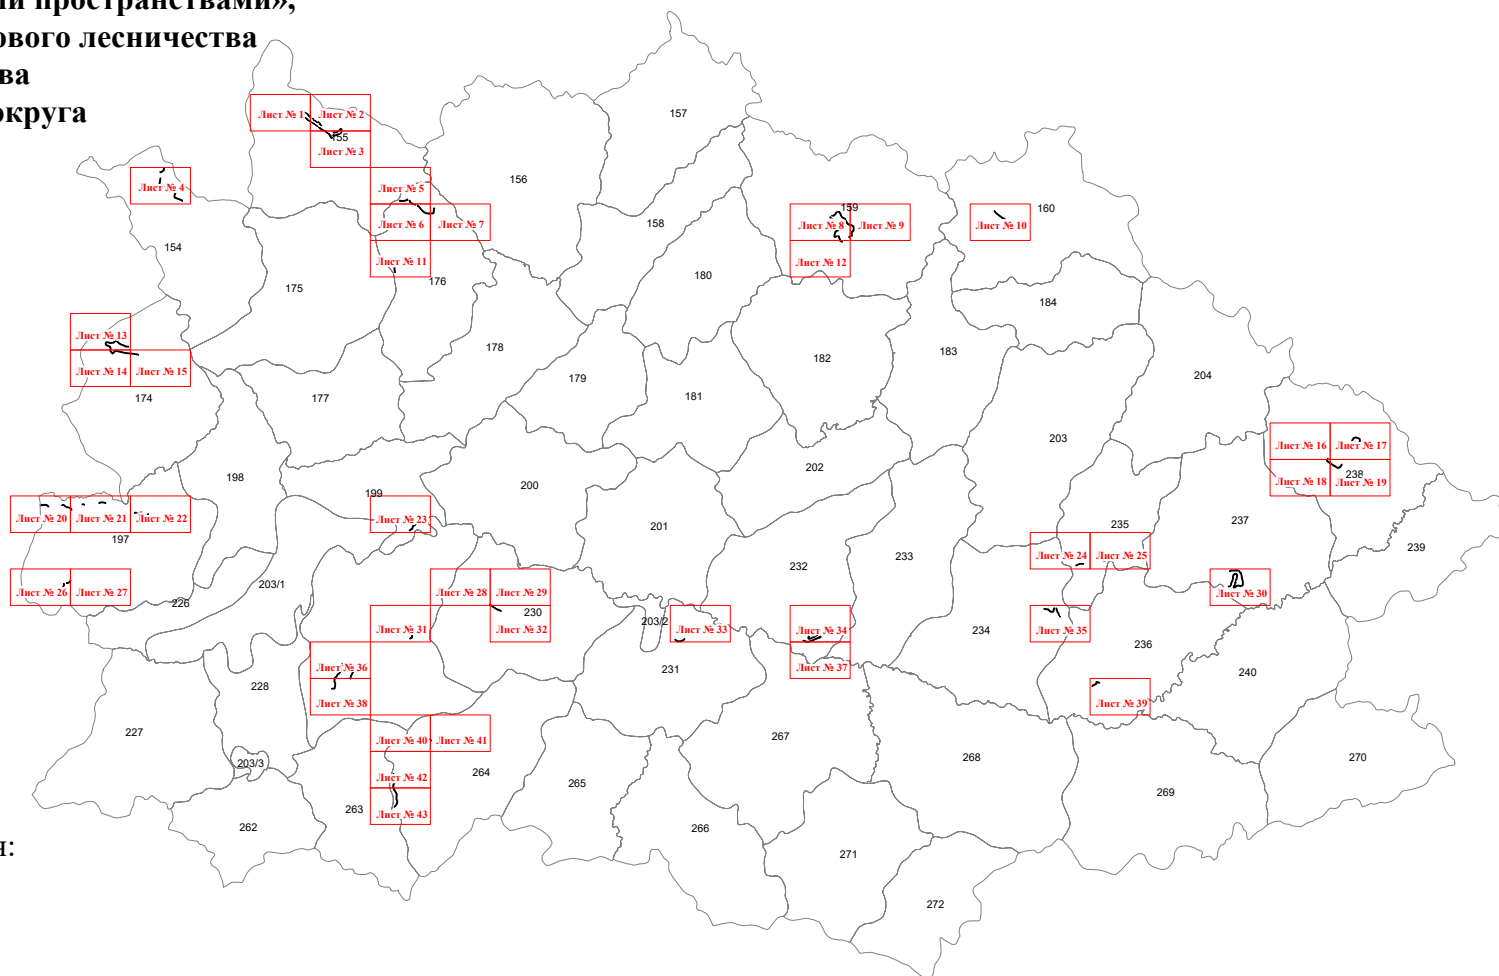 ми пространствами»,
ового лесничества
ва
округа
157
Лист № 1
Лист № 2
155
Лист № 3
156
Лист № 4
Лист № 5
159
160
Лист № 6
Лист № 7
158
Лист № 8
Лист № 9
Лист № 10
154
Лист № 11
Лист № 12
180
176
175
184
Лист № 13
178
182
183
Лист № 14
Лист № 15
179
204
174
177
181
203
Лист № 16
Лист № 17
202
198
238
Лист № 18
Лист № 19
200
199
Лист № 20
Лист № 21
Лист № 22
Лист № 23
201
235
237
197
239
233
Лист № 24
Лист № 25
232
203/1
Лист № 26
Лист № 27
Лист № 28
Лист № 29
Лист № 30
226
230
203/2
Лист № 31
Лист № 32
Лист № 33
Лист № 34
234
Лист № 35
236
Лист № 36
231
Лист № 37
240
228
Лист № 38
Лист № 39
227
267
Лист № 40
Лист № 41
203/3
268
270
264
Лист № 42
265
269
263
Лист № 43
262
266
я:
271
272